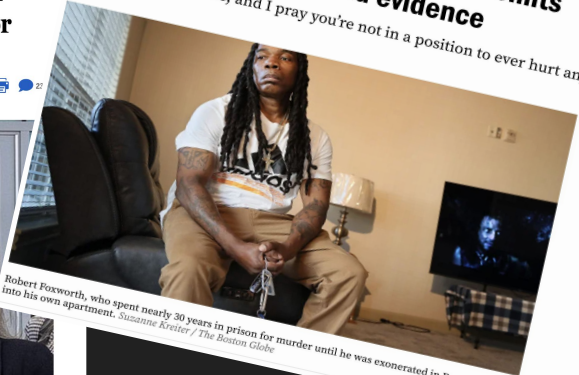 evidence
and I pray you're not in a position to ever hurt
Robert Foxworth, who spent nearly 30 years in prison for murder until he was exonerated in
into his own apartment. Suzanne Kreiter / The Boston Globe